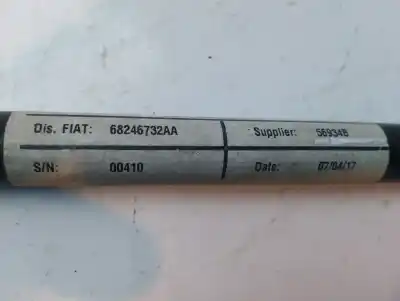 Dis. FIAT: 68246732AA Supplier: 56934B
S/N: 00410 Date: 07/04/17